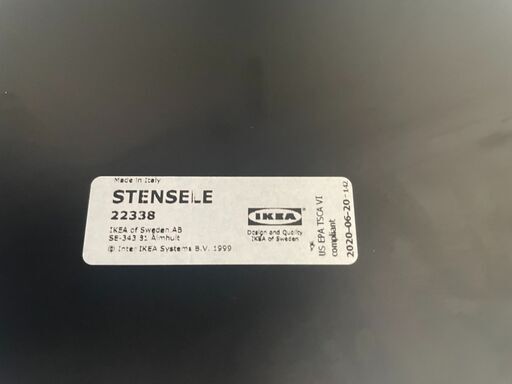 Made in Italy
STENSELE
22338
IKEA of Sweden AB
SE-343 81 Älmhult
© Inter IKEA Systems B.V. 1999
IKEA
Design and Quality
IKEA of Sweden
US EPA TSCA VI
compliant
2020-06-20-142